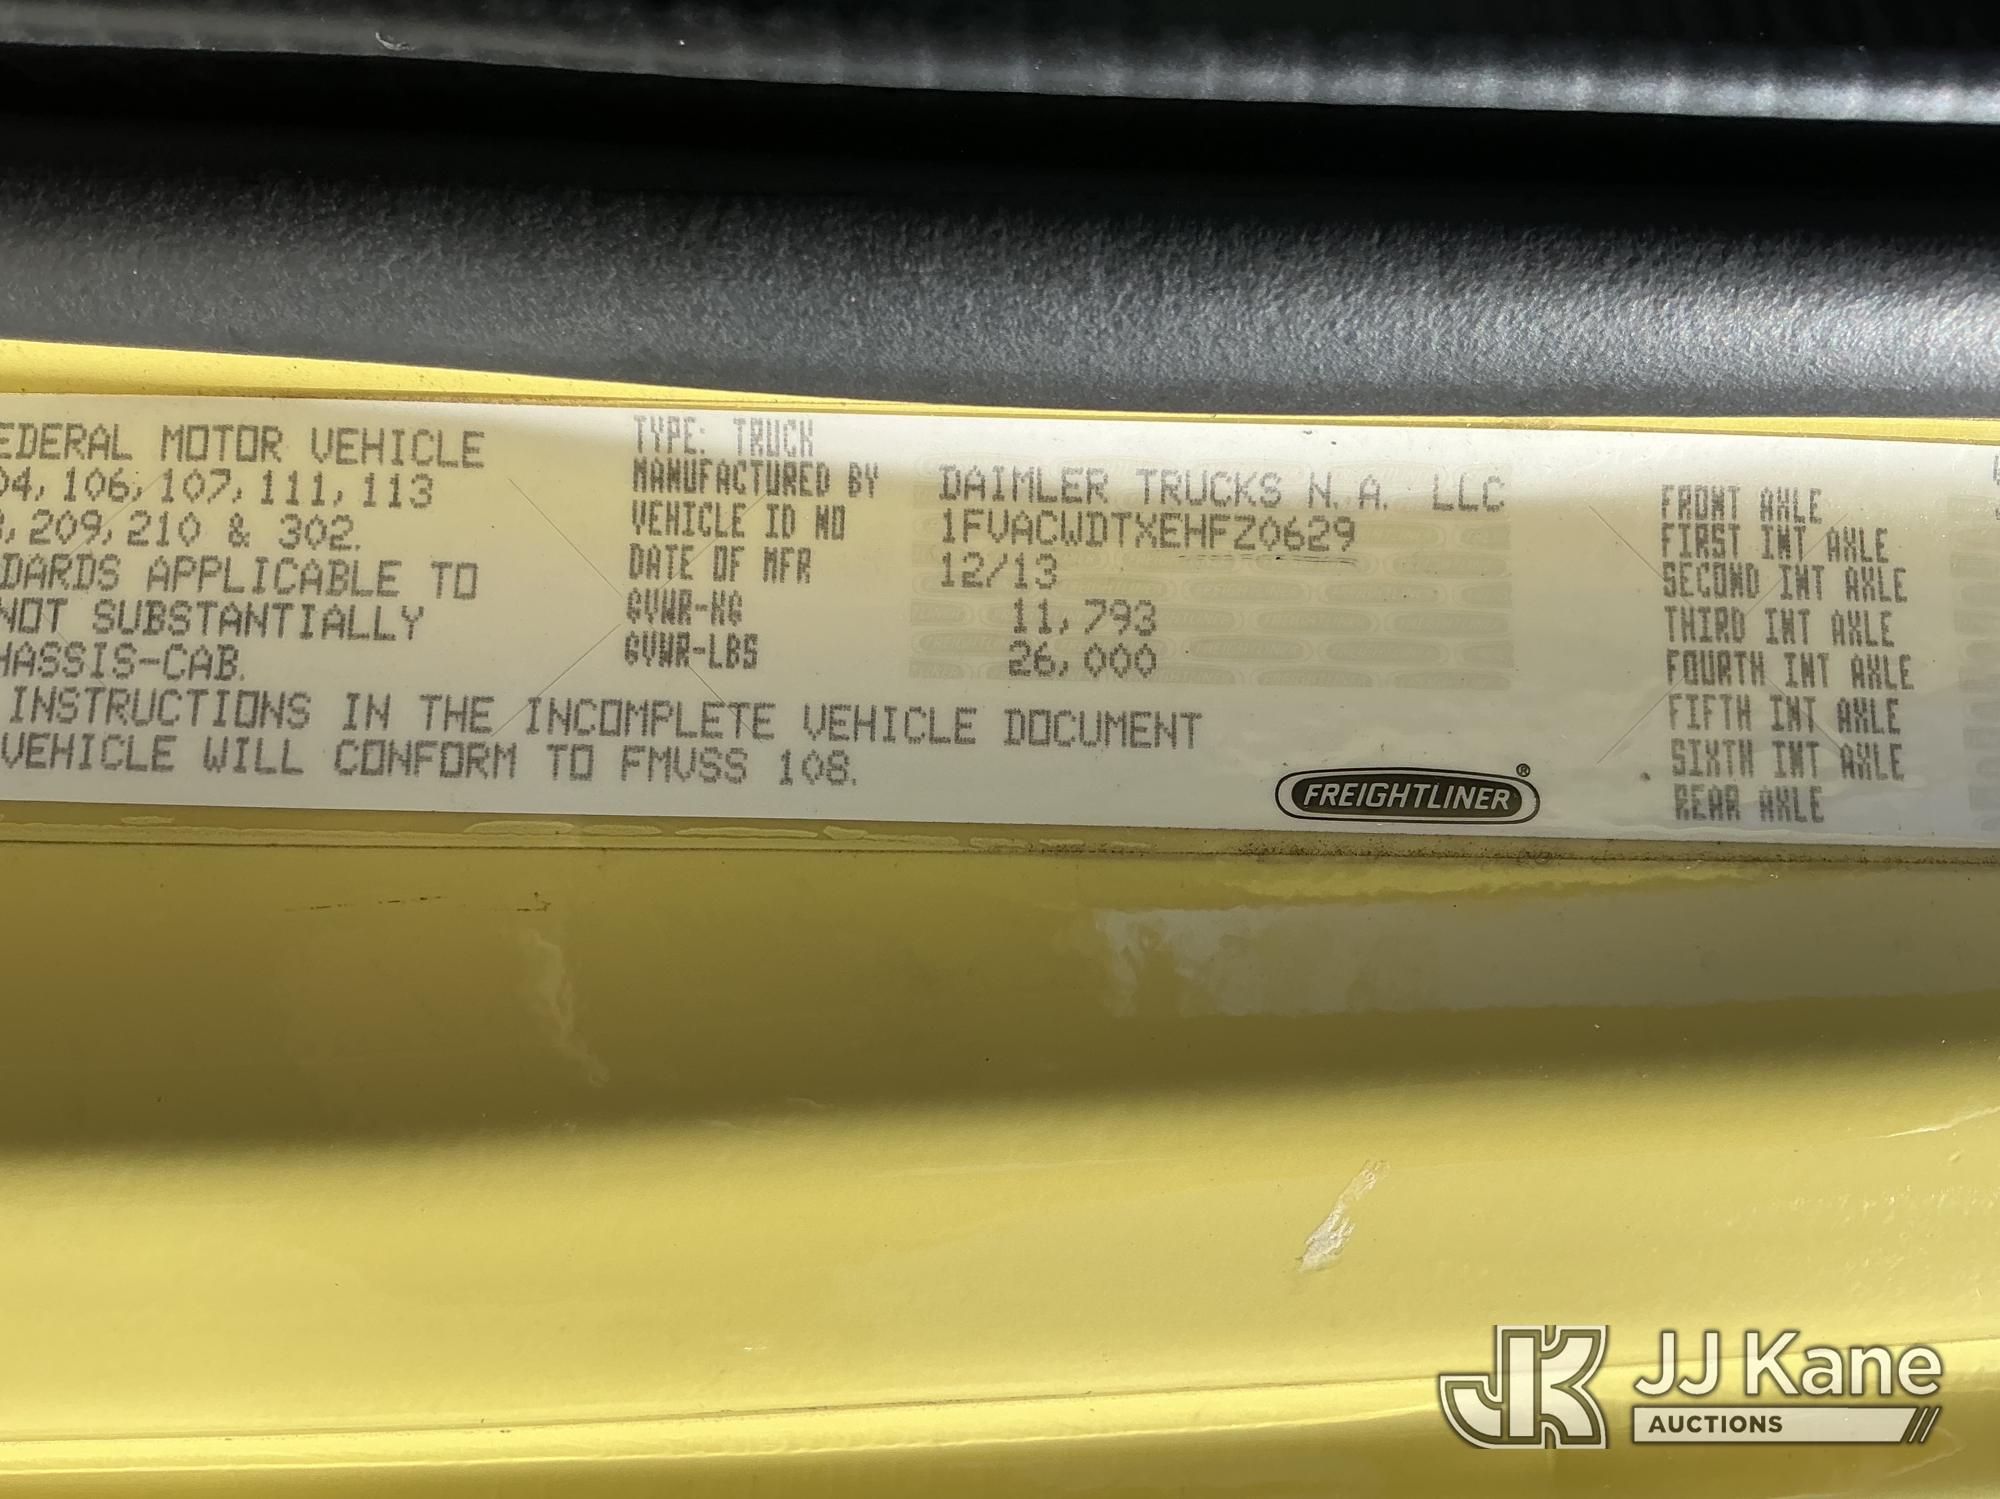 EDERAL MOTOR VEHICLE
04, 106, 107, 111, 113
, 209, 210 & 302.
DARDS APPLICABLE TO
NOT SUBSTANTIALLY
HASSIS-CAB.
INSTRUCTIONS IN THE INCOMPLETE VEHICLE DOCUMENT
VEHICLE WILL CONFORM TO FMVSS 108.
TYPE: TRUCK
MANUFACTURED BY DAIMLER TRUCKS N.A. LLC
VEHICLE ID NO 1FVACWDTXEHFZ0629
DATE OF MFR 12/13
GVWR-KG 11,793
GVWR-LBS 26,000
FREIGHTLINER®
FRONT AXLE
FIRST INT AXLE
SECOND INT AXLE
THIRD INT AXLE
FOURTH INT AXLE
FIFTH INT AXLE
SIXTH INT AXLE
REAR AXLE
JK JJ Kane
AUCTIONS